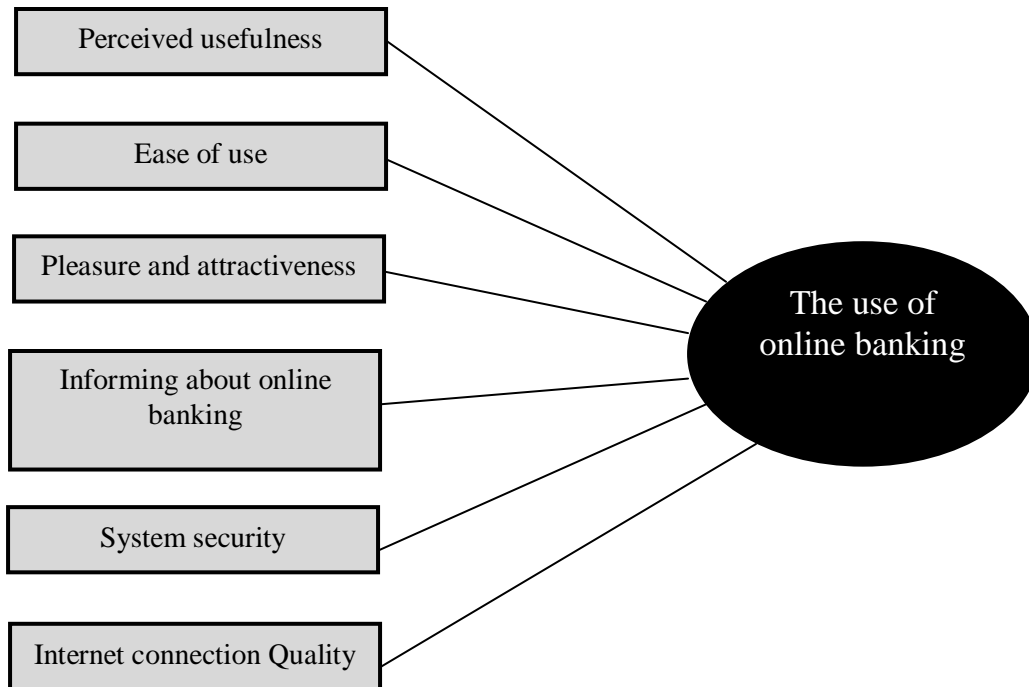 Perceived usefulness
Ease of use
Pleasure and attractiveness
Informing about online
banking
System security
Internet connection Quality
The use of
online banking